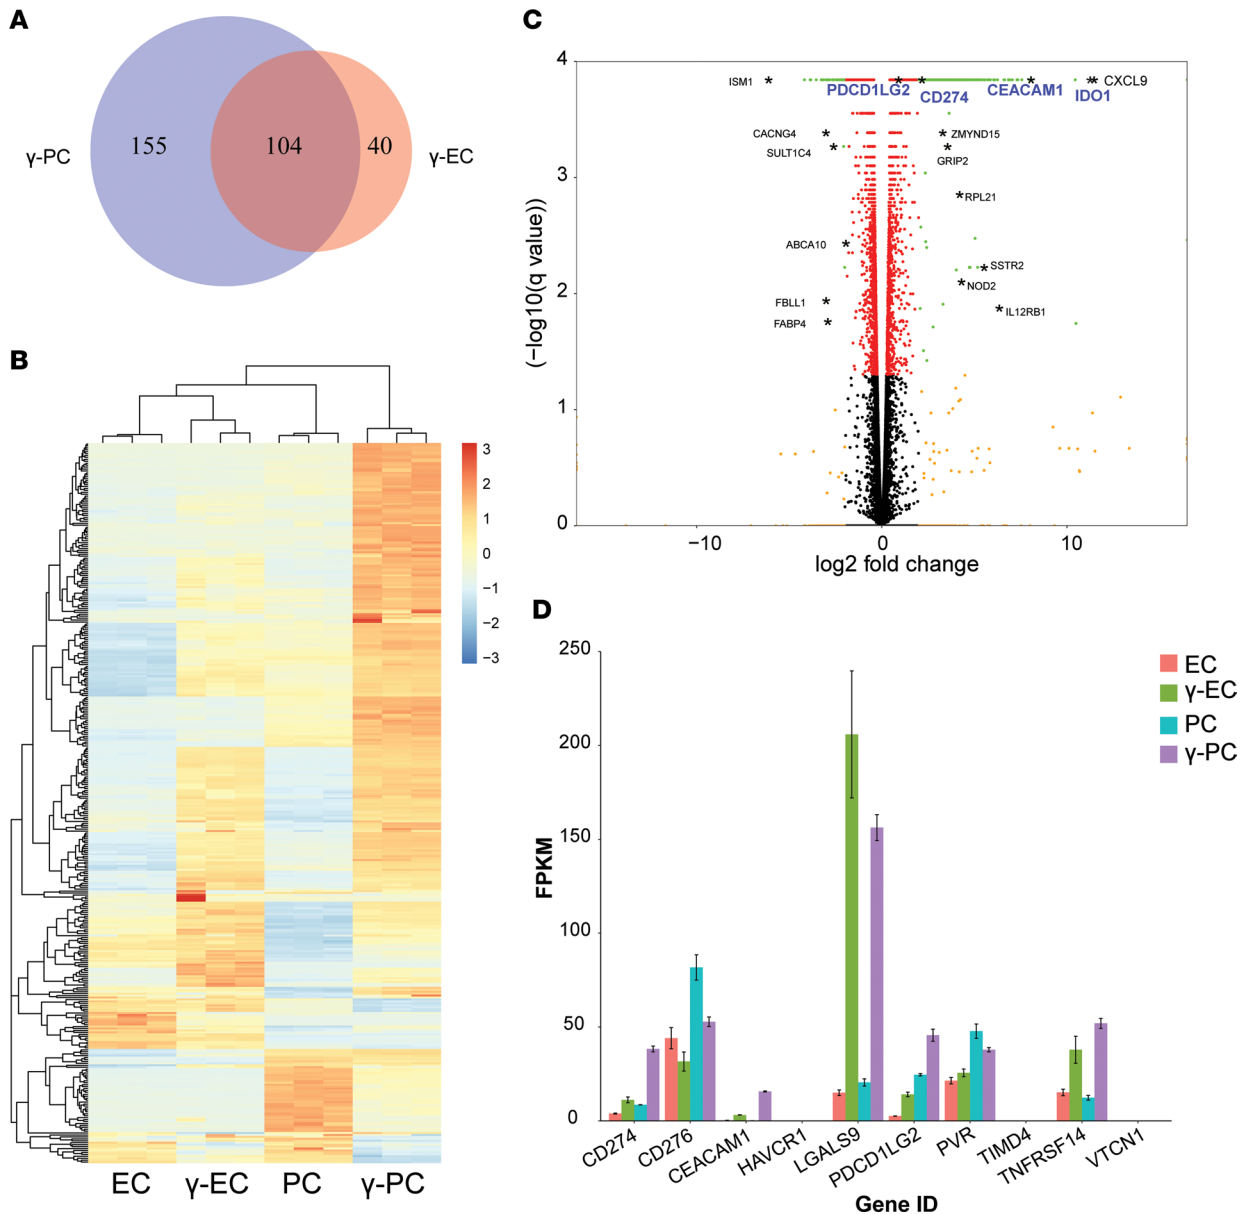 A
γ-PC
155
104
40
γ-EC
B
3
2
1
0
−1
−2
−3
EC
γ-EC
PC
γ-PC
C
(−log10(q value))
4
3
2
1
0
ISM1
PDCD1LG2
CD274
CEACAM1
IDO1
CXCL9
CACNG4
SULT1C4
ZMYND15
GRIP2
RPL21
ABCA10
SSTR2
NOD2
FBLL1
IL12RB1
FABP4
−10
0
10
log2 fold change
D
FPKM
250
200
150
100
50
0
EC
γ-EC
PC
γ-PC
CD274
CD276
CEACAM1
HAVCR1
LGALS9
PDCD1LG2
PVR
TIMD4
TNFRSF14
VTCN1
Gene ID